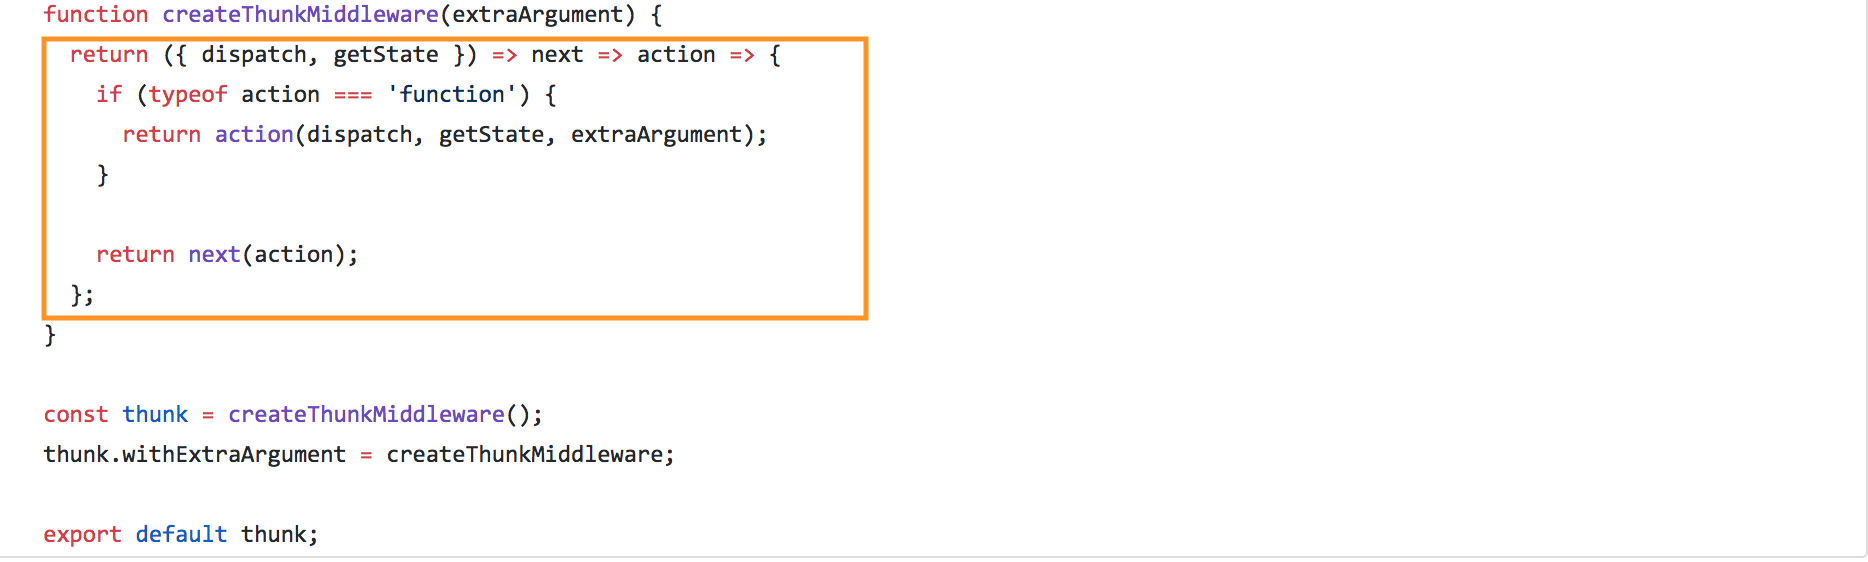 function createThunkMiddleware(extraArgument) {
  return ({ dispatch, getState }) => next => action => {
    if (typeof action === 'function') {
      return action(dispatch, getState, extraArgument);
    }

    return next(action);
  };
}

const thunk = createThunkMiddleware();
thunk.withExtraArgument = createThunkMiddleware;

export default thunk;